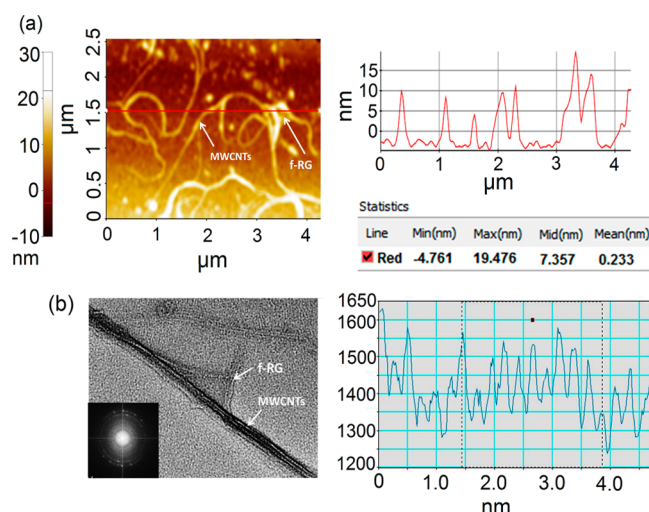 (a)
30
20
10
0
-10
nm
2.5
2
1.5
1
0.5
0
μm
0 1 2 3 4
μm
MWCNTs
f-RG
15
10
5
0
nm
0 1 2 3 4
μm
Statistics
Line Min(nm) Max(nm) Mid(nm) Mean(nm)
Red -4.761 19.476 7.357 0.233
(b)
f-RG
MWCNTs
1650
1600
1500
1400
1300
1200
0.0 1.0 2.0 3.0 4.0
nm